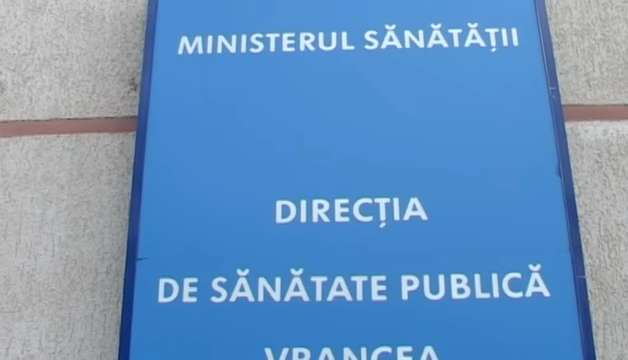 MINISTERUL SĂNĂTĂȚII
DIRECȚIA
DE SĂNĂTATE PUBLICĂ
VRANCEA